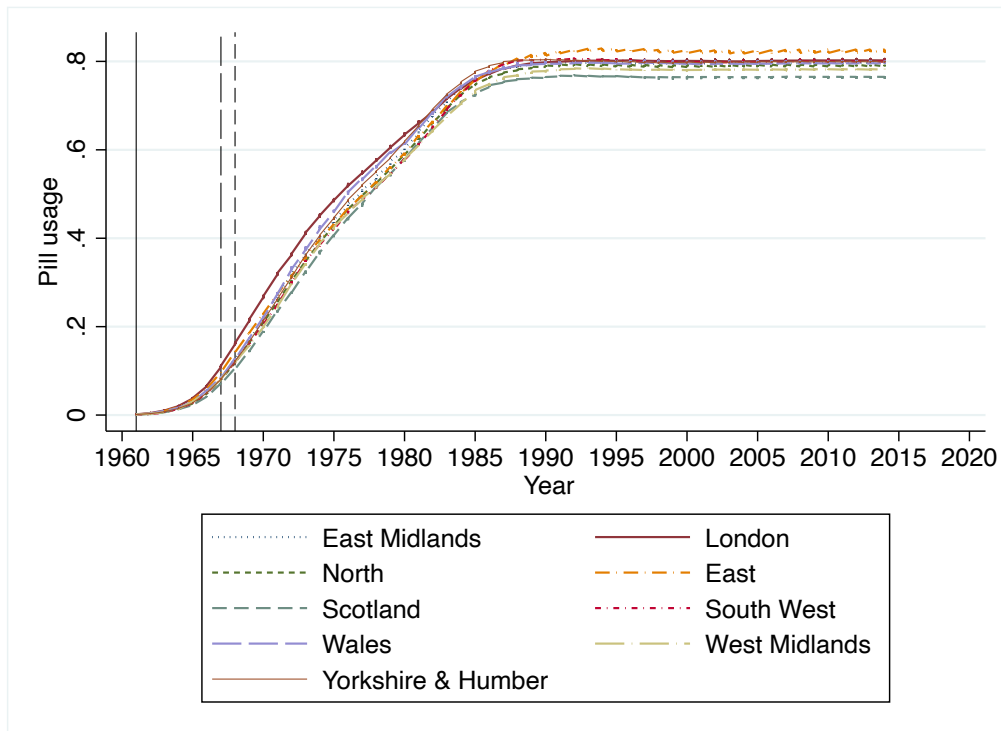 Pill usage
.8
.6
.4
.2
0
1960 1965 1970 1975 1980 1985 1990 1995 2000 2005 2010 2015 2020
Year
East Midlands London
North East
Scotland South West
Wales West Midlands
Yorkshire & Humber